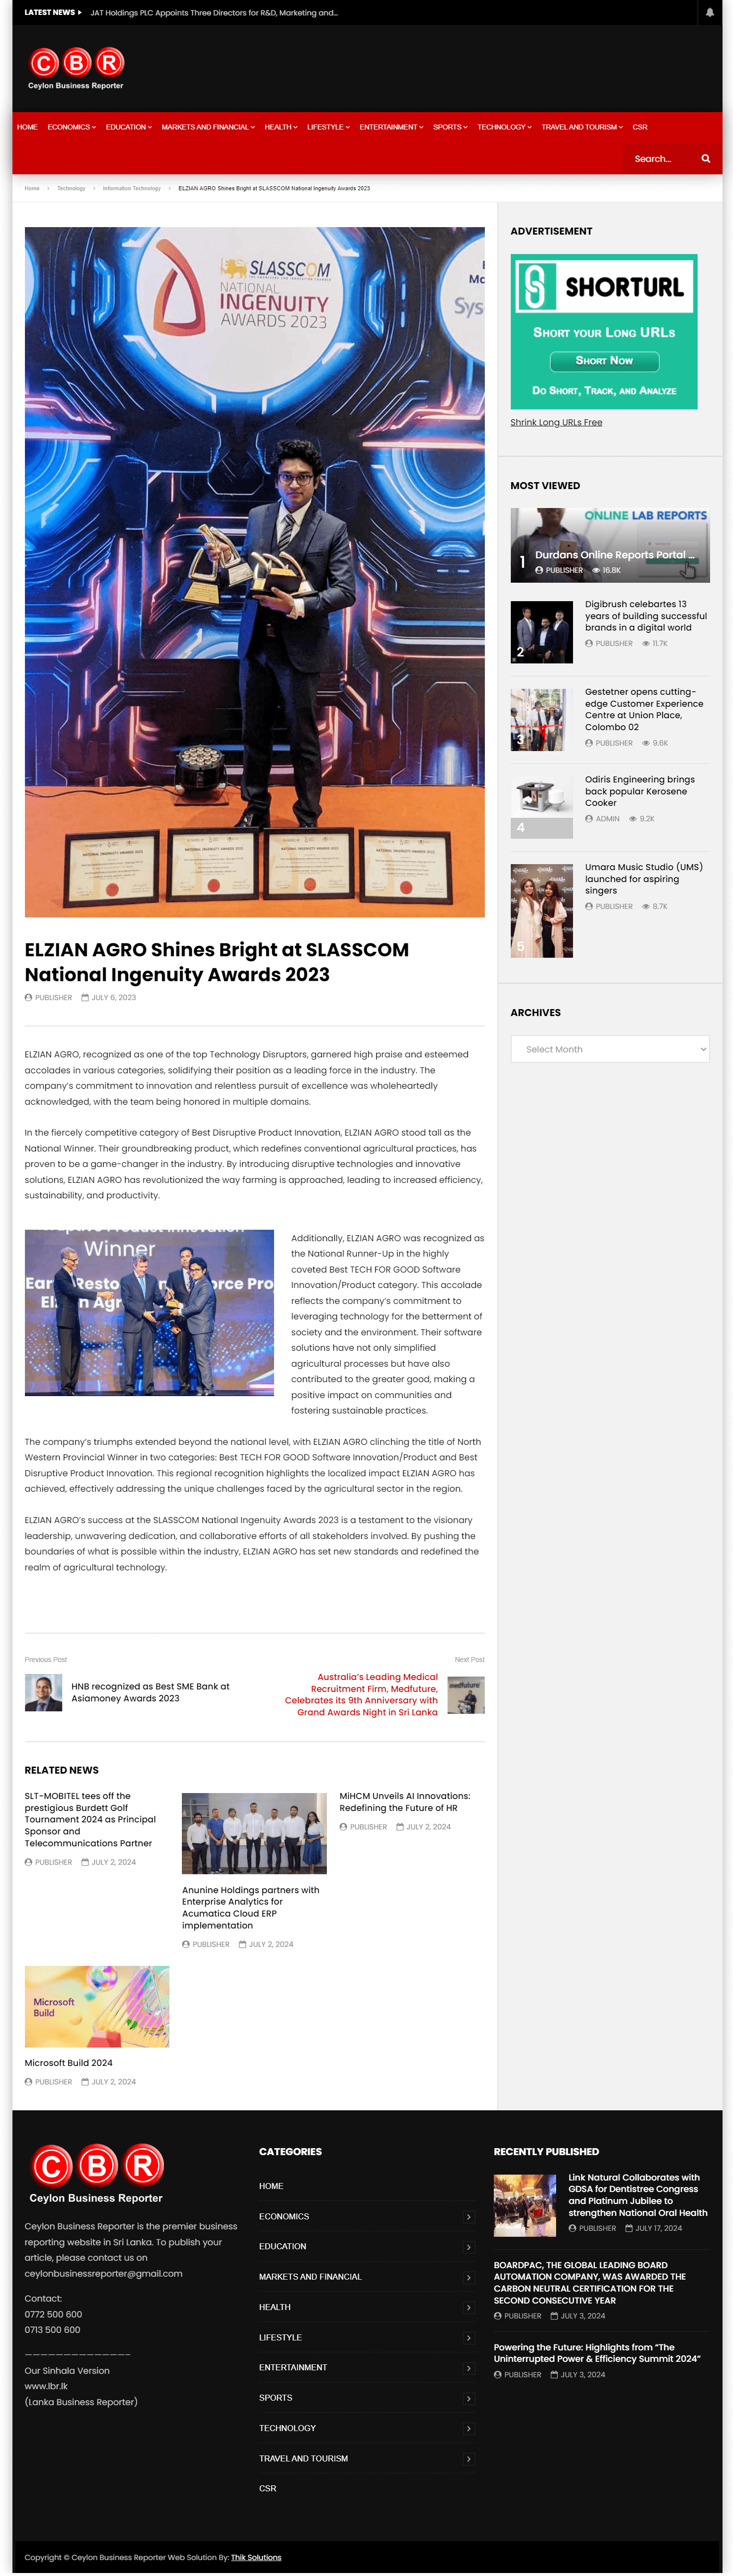 LATEST NEWS
JAT Holdings PLC Appoints Three Directors for R&D, Marketing and...
CBR
Ceylon Business Reporter
HOME ECONOMICS EDUCATION MARKETS AND FINANCIAL HEALTH LIFESTYLE ENTERTAINMENT SPORTS TECHNOLOGY TRAVEL AND TOURISM CSR
Search...
Home > Technology > Information Technology > ELZIAN AGRO Shines Bright at SLASSCOM National Ingenuity Awards 2023
SLASSCOM
NATIONAL
INGENUITY
AWARDS 2023
Sys
NATIONAL INGENUITY AWARDS 2023
ELZIAN AGRO Shines Bright at SLASSCOM
National Ingenuity Awards 2023
PUBLISHER JULY 6, 2023
ELZIAN AGRO, recognized as one of the top Technology Disruptors, garnered high praise and esteemed
accolades in various categories, solidifying their position as a leading force in the industry. The
company's commitment to innovation and relentless pursuit of excellence was wholeheartedly
acknowledged, with the team being honored in multiple domains.
In the fiercely competitive category of Best Disruptive Product Innovation, ELZIAN AGRO stood tall as the
National Winner. Their groundbreaking product, which redefines conventional agricultural practices, has
proven to be a game-changer in the industry. By introducing disruptive technologies and innovative
solutions, ELZIAN AGRO has revolutionized the way farming is approached, leading to increased efficiency,
sustainability, and productivity.
Winner
Additionally, ELZIAN AGRO was recognized as
the National Runner-Up in the highly
coveted Best TECH FOR GOOD Software
Innovation/Product category. This accolade
reflects the company's commitment to
leveraging technology for the betterment of
society and the environment. Their software
solutions have not only simplified
agricultural processes but have also
contributed to the greater good, making a
positive impact on communities and
fostering sustainable practices.
The company's triumphs extended beyond the national level, with ELZIAN AGRO clinching the title of North
Western Provincial Winner in two categories: Best TECH FOR GOOD Software Innovation/Product and Best
Disruptive Product Innovation. This regional recognition highlights the localized impact ELZIAN AGRO has
achieved, effectively addressing the unique challenges faced by the agricultural sector in the region.
ELZIAN AGRO's success at the SLASSCOM National Ingenuity Awards 2023 is a testament to the visionary
leadership, unwavering dedication, and collaborative efforts of all stakeholders involved. By pushing the
boundaries of what is possible within the industry, ELZIAN AGRO has set new standards and redefined the
realm of agricultural technology.
Previous Post
HNB recognized as Best SME Bank at
Asiamoney Awards 2023
Next Post
Australia's Leading Medical
Recruitment Firm, Medfuture,
Celebrates its 9th Anniversary with
Grand Awards Night in Sri Lanka
medfuture
RELATED NEWS
SLT-MOBITEL tees off the
prestigious Burdett Golf
Tournament 2024 as Principal
Sponsor and
Telecommunications Partner
PUBLISHER JULY 2, 2024
Anunine Holdings partners with
Enterprise Analytics for
Acumatica Cloud ERP
implementation
PUBLISHER JULY 2, 2024
MiHCM Unveils AI Innovations:
Redefining the Future of HR
PUBLISHER JULY 2, 2024
Microsoft
Build
Microsoft Build 2024
PUBLISHER JULY 2, 2024
ADVERTISEMENT
SHORTURL
SHORT YOUR LONG URLS
SHORT NOW
DO SHORT, TRACK, AND ANALYZE
Shrink Long URLs Free
MOST VIEWED
ONLINE LAB REPORTS
1 Durdans Online Reports Portal ...
PUBLISHER 16.8K
2
Digibrush celebartes 13
years of building successful
brands in a digital world
PUBLISHER 11.7K
3
Gestetner opens cutting-
edge Customer Experience
Centre at Union Place,
Colombo 02
PUBLISHER 9.6K
4
Odiris Engineering brings
back popular Kerosene
Cooker
ADMIN 9.2K
5
Umara Music Studio (UMS)
launched for aspiring
singers
PUBLISHER 8.7K
ARCHIVES
Select Month
CBR
Ceylon Business Reporter
Ceylon Business Reporter is the premier business
reporting website in Sri Lanka. To publish your
article, please contact us on
ceylonbusinessreporter@gmail.com
Contact:
0772 500 600
0713 500 600
——————————————
Our Sinhala Version
www.lbr.lk
(Lanka Business Reporter)
CATEGORIES
HOME
ECONOMICS
EDUCATION
MARKETS AND FINANCIAL
HEALTH
LIFESTYLE
ENTERTAINMENT
SPORTS
TECHNOLOGY
TRAVEL AND TOURISM
CSR
RECENTLY PUBLISHED
Link Natural Collaborates with
GDSA for Dentistree Congress
and Platinum Jubilee to
strengthen National Oral Health
PUBLISHER JULY 17, 2024
BOARDPAC, THE GLOBAL LEADING BOARD
AUTOMATION COMPANY, WAS AWARDED THE
CARBON NEUTRAL CERTIFICATION FOR THE
SECOND CONSECUTIVE YEAR
PUBLISHER JULY 3, 2024
Powering the Future: Highlights from "The
Uninterrupted Power & Efficiency Summit 2024"
PUBLISHER JULY 3, 2024
Copyright © Ceylon Business Reporter Web Solution By: Thik Solutions